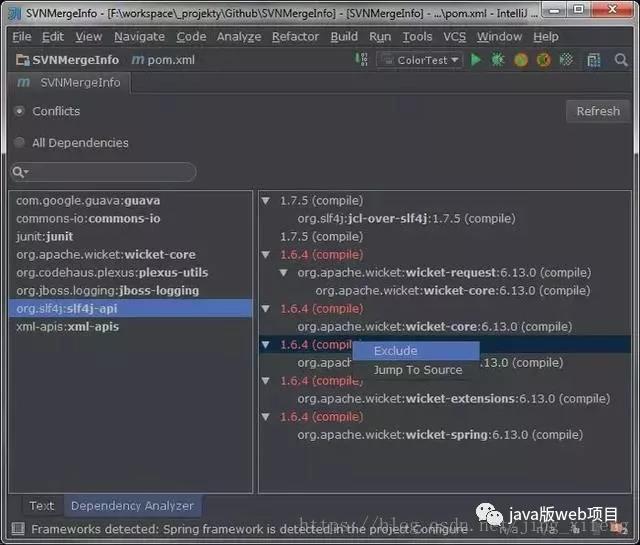 SVNMergeInfo - [F:\workspace\_projekty\Github\SVNMergeInfo] - [SVNMergeInfo] - ...\pom.xml - IntelliJ
File Edit View Navigate Code Analyze Refactor Build Run Tools VCS Window Help
SVNMergeInfo m pom.xml ColorTest
m SVNMergeInfo
Conflicts
Refresh
All Dependencies
com.google.guava:guava
commons-io:commons-io
junit:junit
org.apache.wicket:wicket-core
org.codehaus.plexus:plexus-utils
org.jboss.logging:jboss-logging
org.slf4j:slf4j-api
xml-apis:xml-apis
1.7.5 (compile)
org.slf4j:jcl-over-slf4j:1.7.5 (compile)
1.7.5 (compile)
1.6.4 (compile)
org.apache.wicket:wicket-request:6.13.0 (compile)
org.apache.wicket:wicket-core:6.13.0 (compile)
1.6.4 (compile)
org.apache.wicket:wicket-core:6.13.0 (compile)
1.6.4 (compile)
Exclude
org.apache.wicket .13.0 (compile)
Jump To Source
1.6.4 (compile)
org.apache.wicket:wicket-extensions:6.13.0 (compile)
1.6.4 (compile)
org.apache.wicket:wicket-spring:6.13.0 (compile)
Text Dependency Analyzer
java版web项目
Frameworks detected: Spring framework is detected in the project Configure n/a n/a